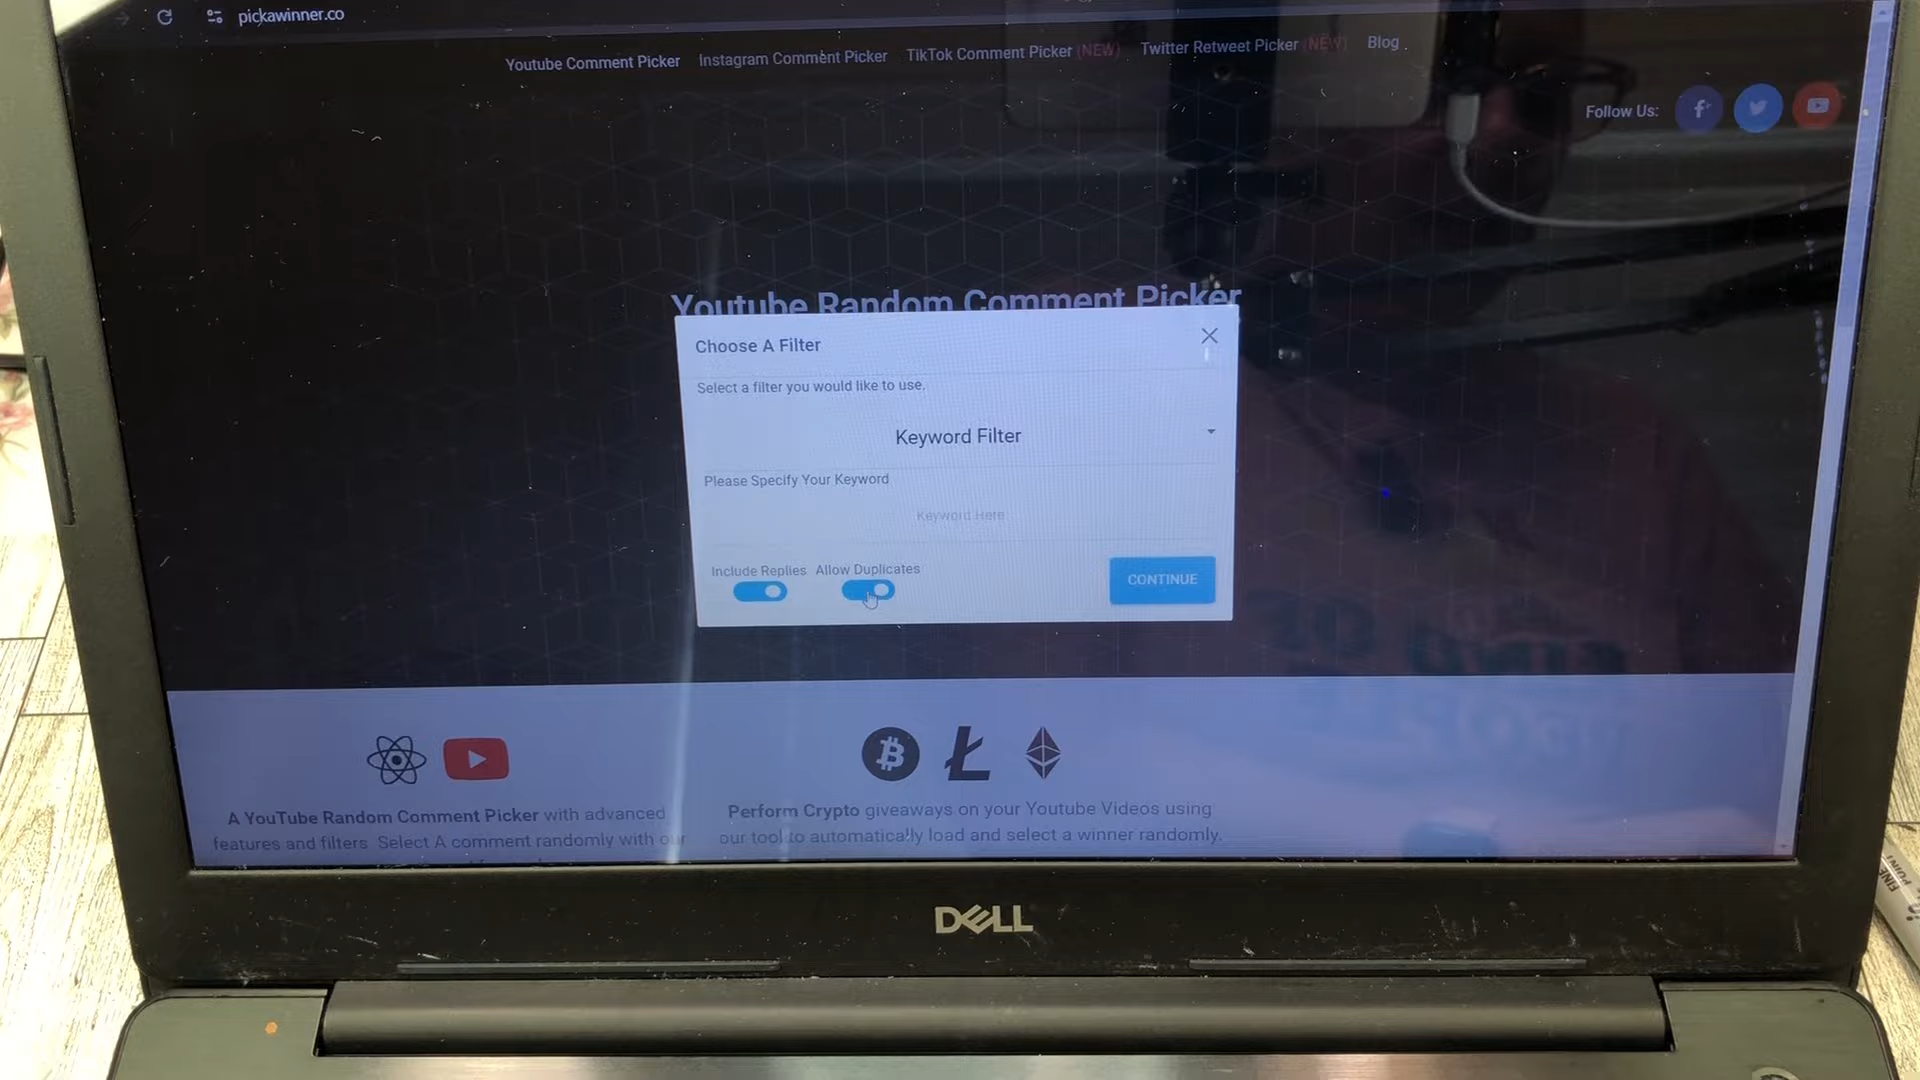 pickawinner.co
Youtube Comment Picker Instagram Comment Picker TikTok Comment Picker (NEW) Twitter Retweet Picker (NEW) Blog
Follow Us:
Youtube Random Comment Picker
Choose A Filter
Select a filter you would like to use.
Keyword Filter
Please Specify Your Keyword
Keyword Here
Include Replies Allow Duplicates
CONTINUE
A YouTube Random Comment Picker with advanced
features and filters. Select A comment randomly with our
Perform Crypto giveaways on your Youtube Videos using
our tool to automatically load and select a winner randomly.
DELL
FINE
POINT